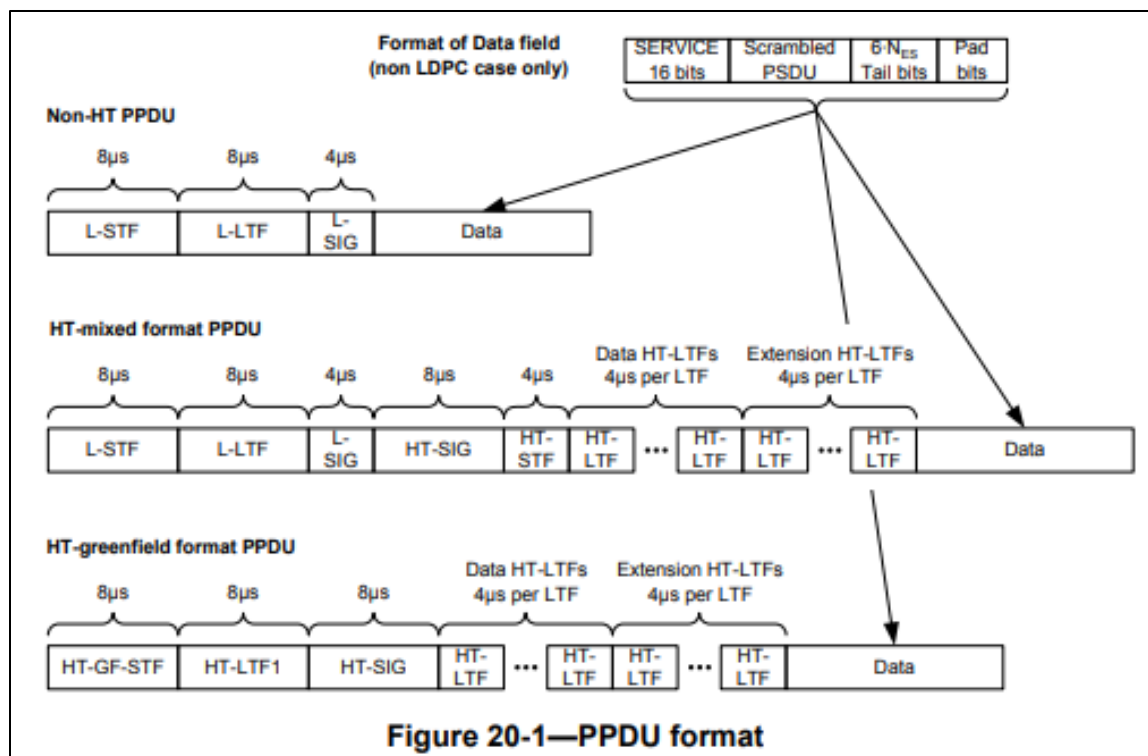 Format of Data field
(non LDPC case only)
SERVICE
16 bits
Scrambled
PSDU
6·N_ES
Tail bits
Pad
bits
Non-HT PPDU
8µs
8µs
4µs
L-STF
L-LTF
L-
SIG
Data
HT-mixed format PPDU
Data HT-LTFs
4µs per LTF
Extension HT-LTFs
4µs per LTF
8µs
8µs
4µs
8µs
4µs
L-STF
L-LTF
L-
SIG
HT-SIG
HT-
STF
HT-
LTF
•••
HT-
LTF
HT-
LTF
•••
HT-
LTF
Data
HT-greenfield format PPDU
Data HT-LTFs
4µs per LTF
Extension HT-LTFs
4µs per LTF
8µs
8µs
8µs
HT-GF-STF
HT-LTF1
HT-SIG
HT-
LTF
•••
HT-
LTF
HT-
LTF
•••
HT-
LTF
Data
Figure 20-1—PPDU format